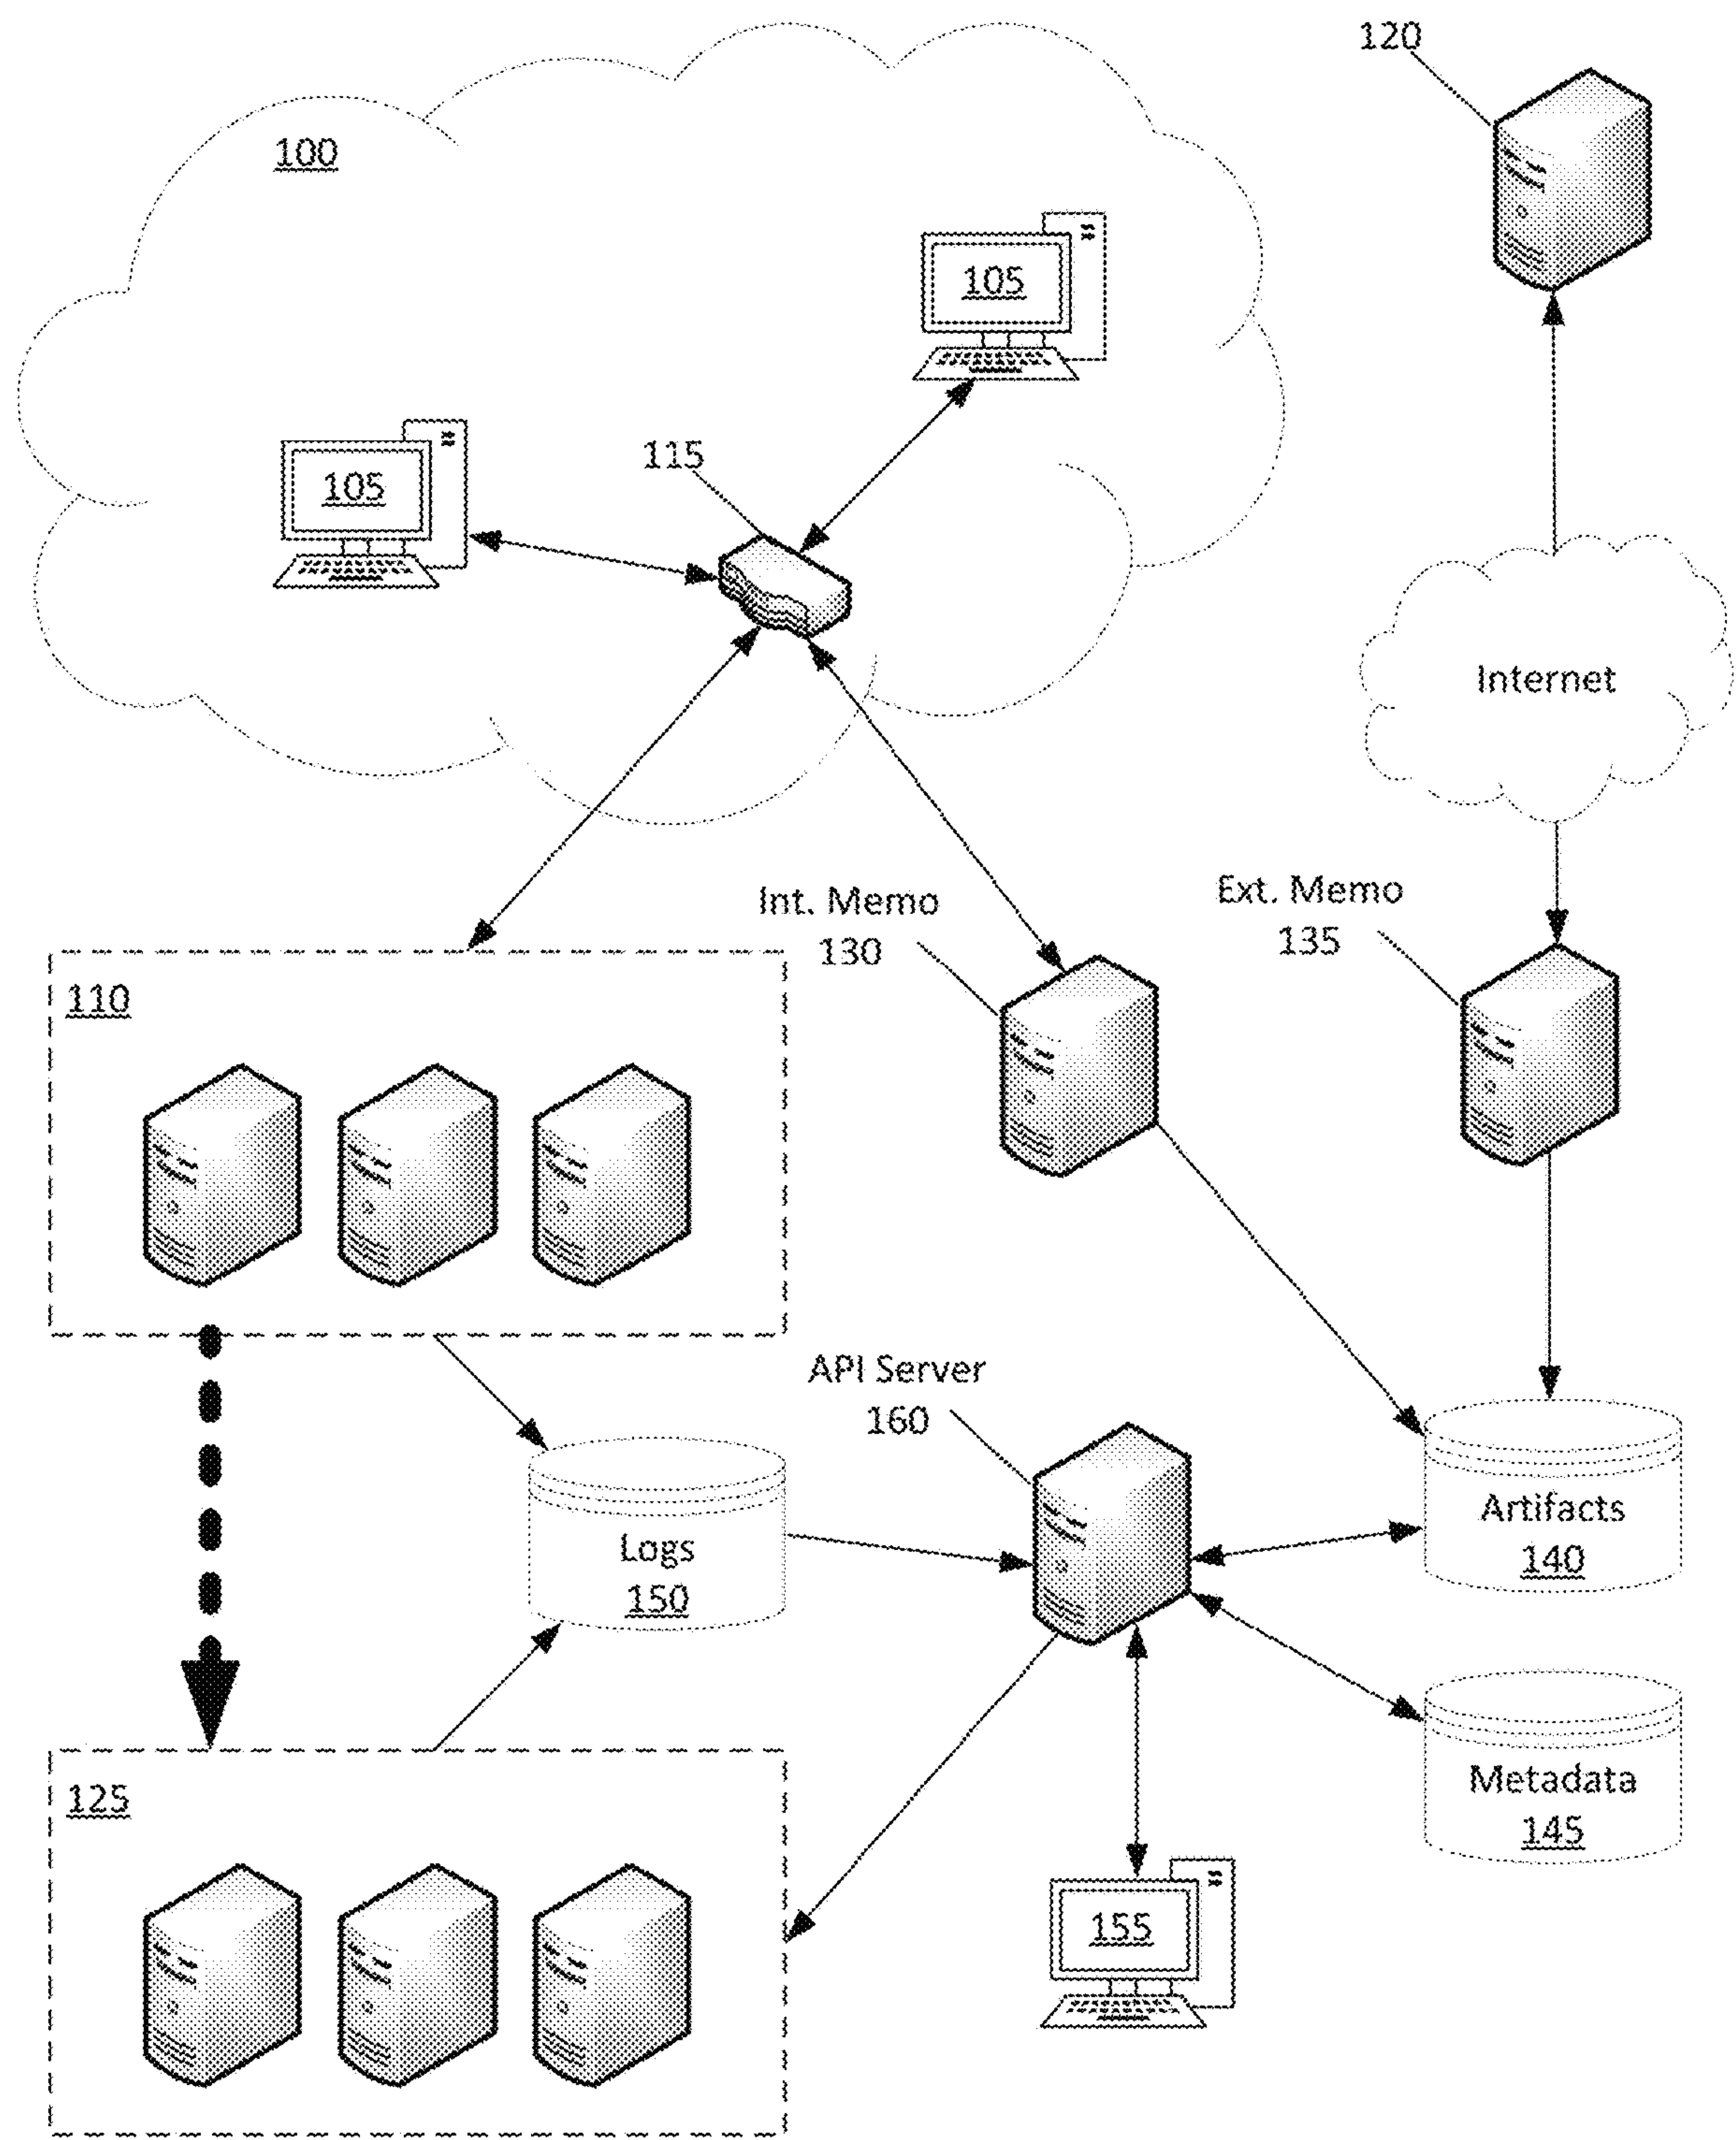 120
100
105
115
105
Internet
Int. Memo
130
Ext. Memo
135
110
API Server
160
Logs
150
Artifacts
140
Metadata
145
125
155